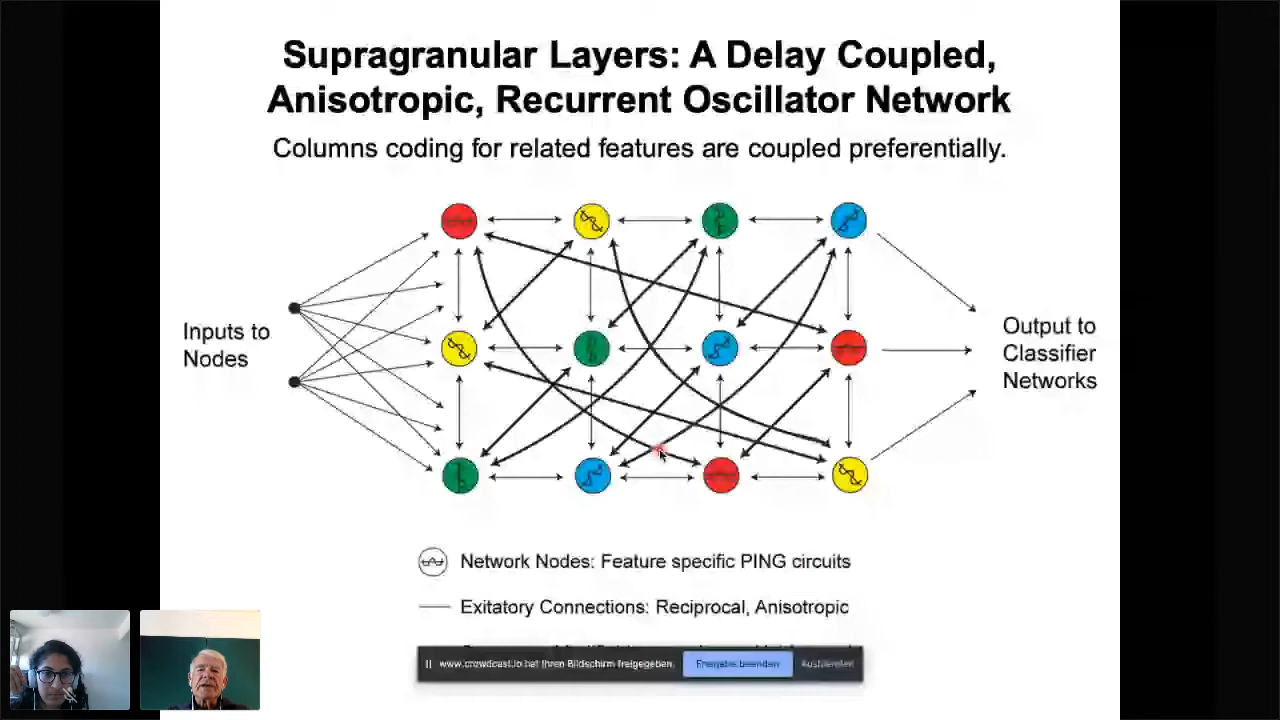 Supragranular Layers: A Delay Coupled,
Anisotropic, Recurrent Oscillator Network
Columns coding for related features are coupled preferentially.
Inputs to
Nodes
Output to
Classifier
Networks
Network Nodes: Feature specific PING circuits
Exitatory Connections: Reciprocal, Anisotropic
www.crowdcast.io hat Ihren Bildschirm freigegeben. Freigabe beenden Ausblenden